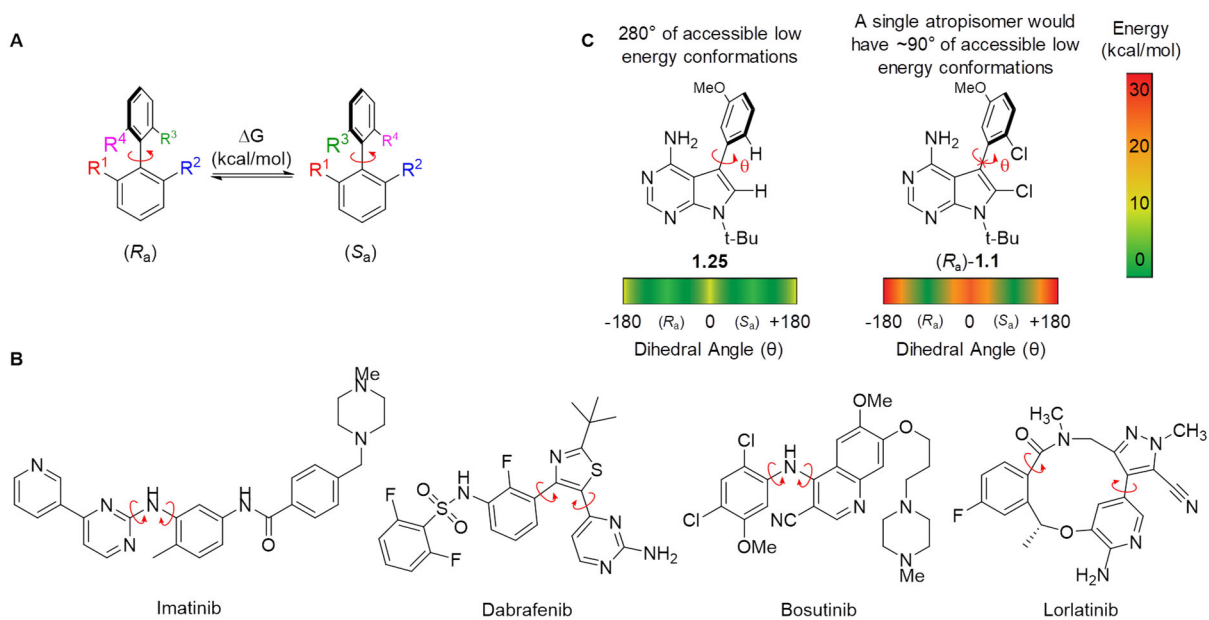 A
R4
R3
R1
R2
(Ra)
ΔG
(kcal/mol)
R3
R4
R1
R2
(Sa)
C
280° of accessible low
energy conformations
MeO
NH2
H
θ
H
N
N
N
t-Bu
1.25
-180 (Ra) 0 (Sa) +180
Dihedral Angle (θ)
A single atropisomer would
have ~90° of accessible low
energy conformations
MeO
NH2
Cl
θ
Cl
N
N
N
t-Bu
(Ra)-1.1
-180 (Ra) 0 (Sa) +180
Dihedral Angle (θ)
Energy
(kcal/mol)
30
20
10
0
B
N
N
N
H
N
H
N
O
N
N
Me
Imatinib
F
F
S
O
O
NH
F
N
S
N
N
NH2
Dabrafenib
Cl
Cl
OMe
H
N
NC
N
OMe
O
N
N
Me
Bosutinib
H3C
O
N
N
N
CH3
N
F
O
N
H2N
Lorlatinib